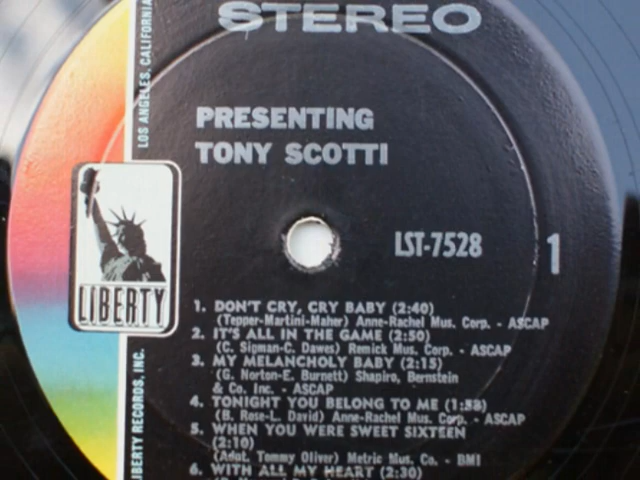 STEREO
LOS ANGELES, CALIFORNIA
PRESENTING
TONY SCOTTI
LST-7528
1
LIBERTY
LIBERTY RECORDS, INC.
1. DON'T CRY, CRY BABY (2:40)
(Tepper-Martini-Maher) Anne-Rachel Mus. Corp. - ASCAP
2. IT'S ALL IN THE GAME (2:50)
(C. Sigman-C. Dawes) Remick Mus. Corp. - ASCAP
3. MY MELANCHOLY BABY (2:15)
(G. Norton-E. Burnett) Shapiro, Bernstein
& Co. Inc. - ASCAP
4. TONIGHT YOU BELONG TO ME (1:58)
(B. Rose-L. David) Anne-Rachel Mus. Corp. - ASCAP
5. WHEN YOU WERE SWEET SIXTEEN
(2:10)
(Adpt. Tommy Oliver) Metric Mus. Co. - BMI
6. WITH ALL MY HEART (2:30)